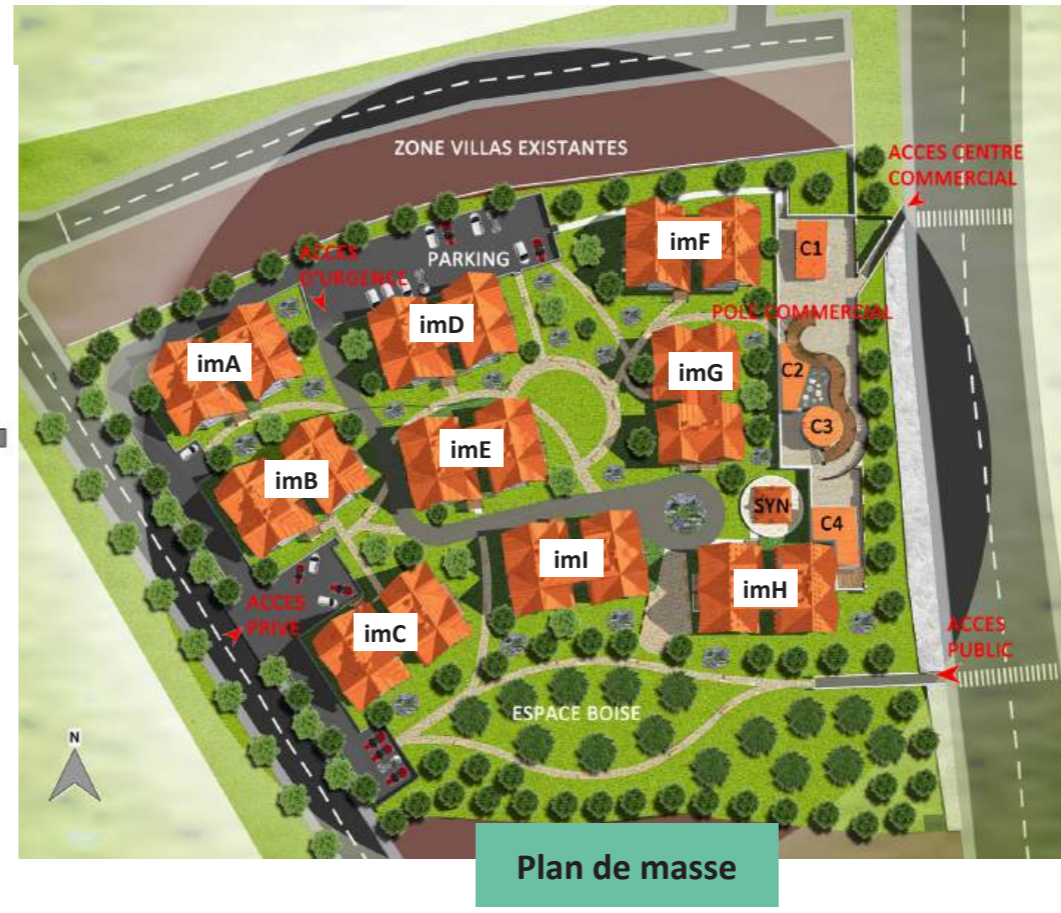 ZONE VILLAS EXISTANTES
ACCES CENTRE
COMMERCIAL
imF
C1
ACCES
D'URGENCE
PARKING
POLE COMMERCIAL
imD
imA
imG
C2
C3
imE
imB
SYN
C4
imI
imH
ACCES
PRIVE
imC
ACCES
PUBLIC
ESPACE BOISE
N
Plan de masse